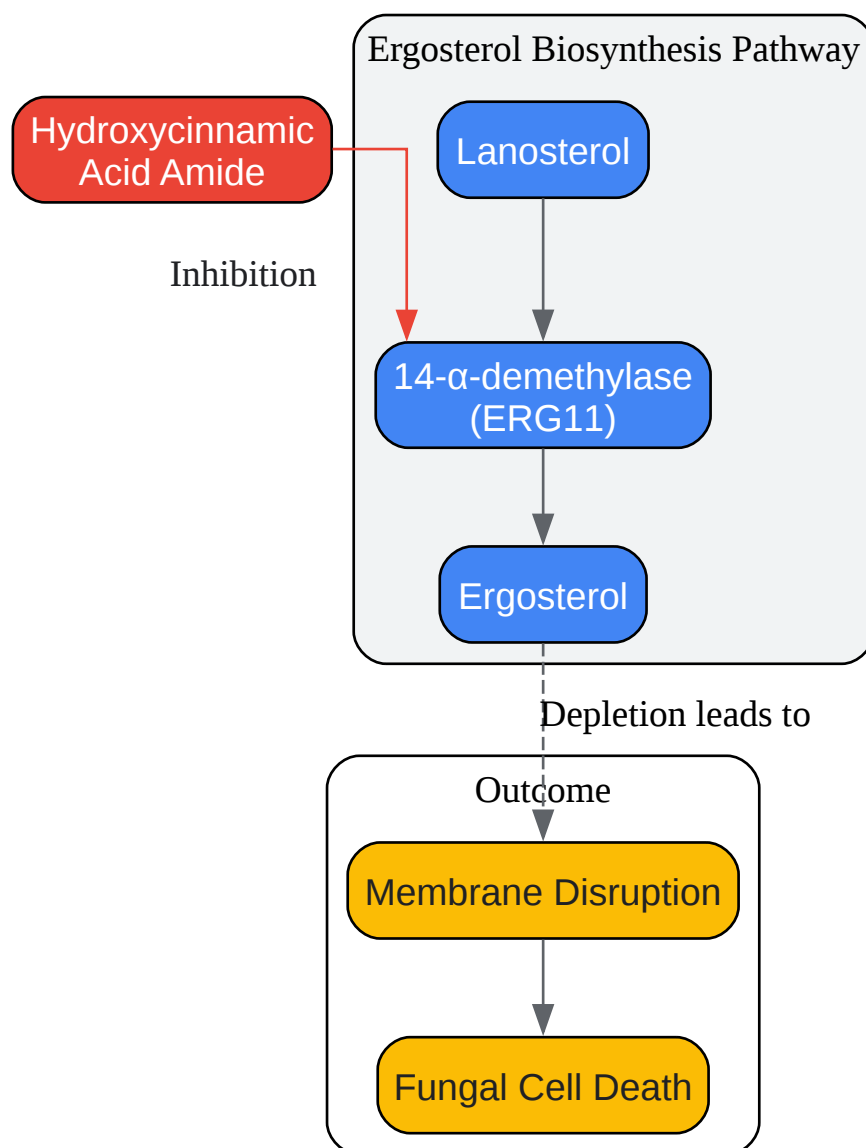 Ergosterol Biosynthesis Pathway
Hydroxycinnamic
Acid Amide
Lanosterol
Inhibition
14-α-demethylase
(ERG11)
Ergosterol
Depletion leads to
Outcome
Membrane Disruption
Fungal Cell Death